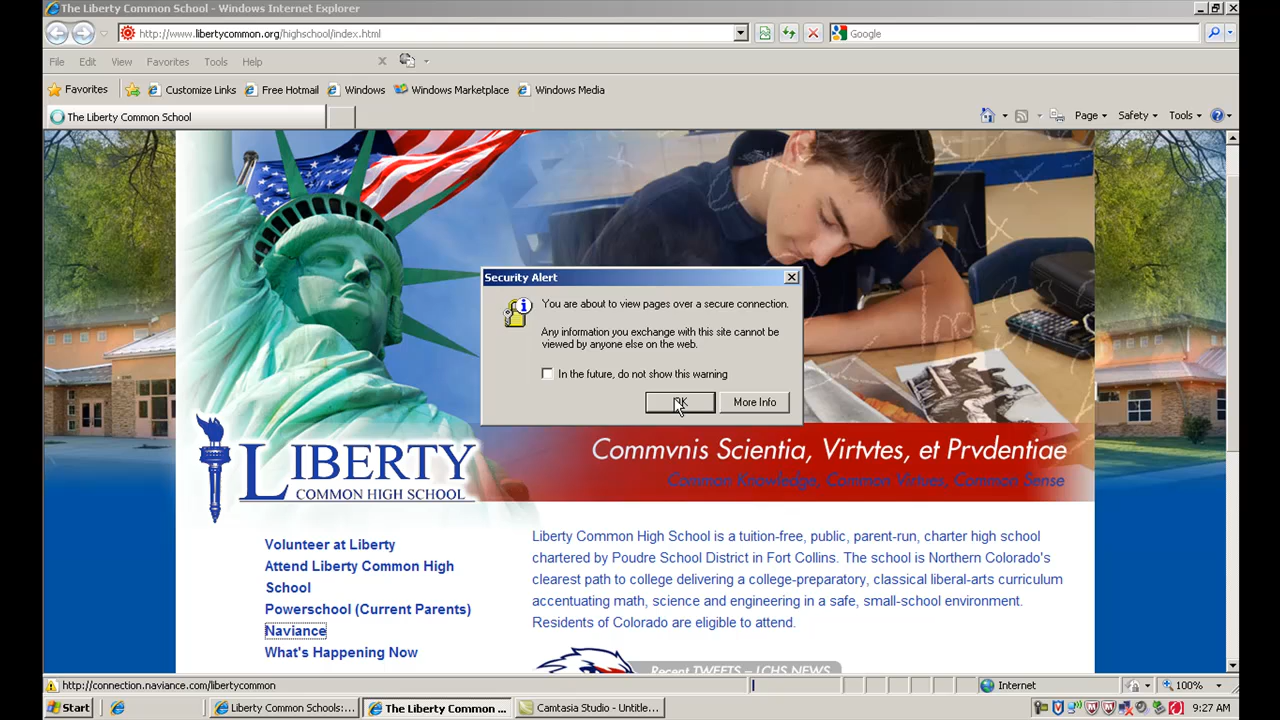 The Liberty Common School - Windows Internet Explorer
http://www.libertycommon.org/highschool/index.html
Google
File Edit View Favorites Tools Help
Favorites Customize Links Free Hotmail Windows Windows Marketplace Windows Media
The Liberty Common School
Page Safety Tools
Security Alert
You are about to view pages over a secure connection.
Any information you exchange with this site cannot be
viewed by anyone else on the web.
In the future, do not show this warning
OK More Info
LIBERTY
COMMON HIGH SCHOOL
Commvnis Scientia, Virtvtes, et Prvdentiae
Common Knowledge, Common Virtues, Common Sense
Volunteer at Liberty
Attend Liberty Common High
School
Powerschool (Current Parents)
Naviance
What's Happening Now
Liberty Common High School is a tuition-free, public, parent-run, charter high school
chartered by Poudre School District in Fort Collins. The school is Northern Colorado's
clearest path to college delivering a college-preparatory, classical liberal-arts curriculum
accentuating math, science and engineering in a safe, small-school environment.
Residents of Colorado are eligible to attend.
Recent TWEETS -- LCHS NEWS
http://connection.naviance.com/libertycommon
Internet
100%
Start
Liberty Common Schools:...
The Liberty Common ...
Camtasia Studio - Untitle...
9:27 AM